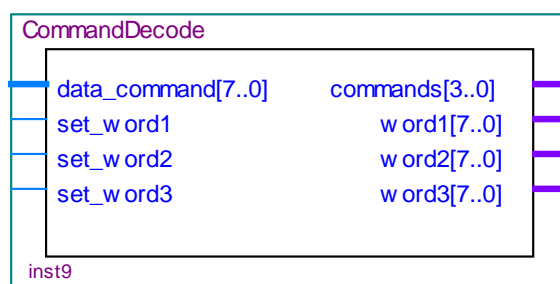 CommandDecode
data_command[7..0] commands[3..0]
set_word1 word1[7..0]
set_word2 word2[7..0]
set_word3 word3[7..0]
inst9